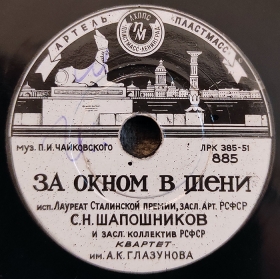 АРТЕЛЬ "ПЛАСТМАСС"
МУЗ. П.И. ЧАЙКОВСКОГО
ЛРК 385-51
885
ЗА ОКНОМ В ТЕНИ
исп. ЛАУРЕАТ СТАЛИНСКОЙ ПРЕМИИ, ЗАСЛ. АРТ. РСФСР
С.Н. ШАПОШНИКОВ
И ЗАСЛ. КОЛЛЕКТИВ РСФСР
КВАРТЕТ
им. А.К. ГЛАЗУНОВА